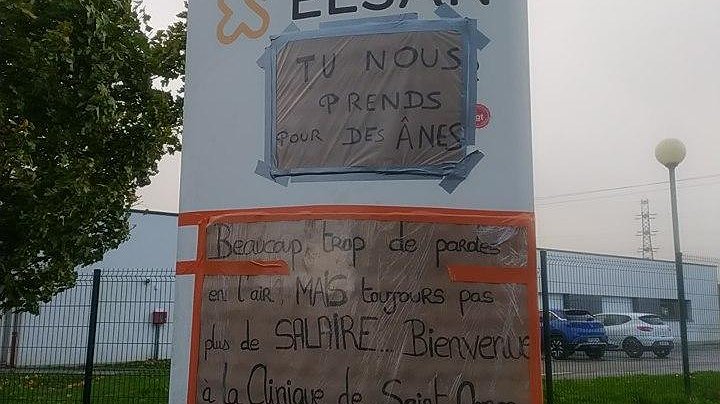 ELSAN
TU NOUS
PRENDS
POUR DES ÂNES
Beaucoup trop de paroles
en l'air, MAIS toujours pas
plus de SALAIRE... Bienvenue
à la Clinique de Saint